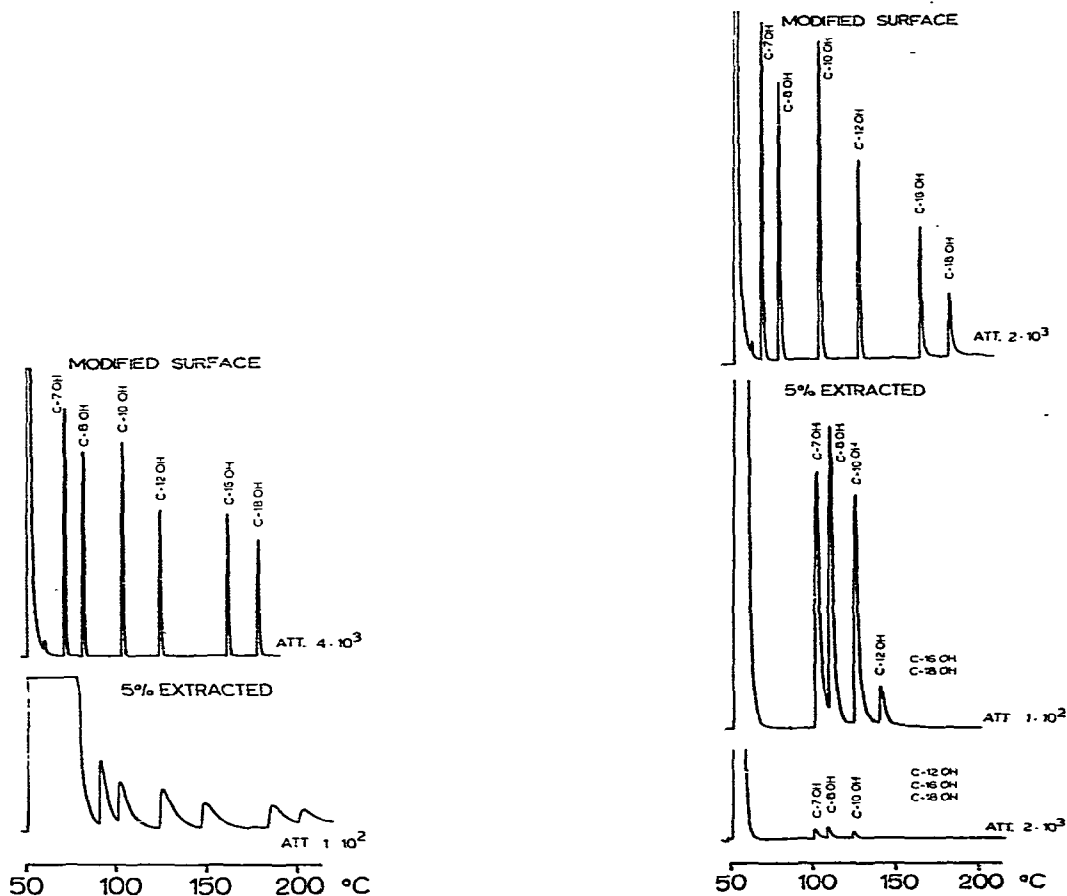 MODIFIED SURFACE
C-7 OH
C-8 OH
C-10 OH
C-12 OH
C-16 OH
C-18 OH
ATT. 4·10³
5% EXTRACTED
ATT 1 10²
50 100 150 200 °C
MODIFIED SURFACE
C-7 OH
C-8 OH
C-10 OH
C-12 OH
C-16 OH
C-18 OH
ATT. 2·10³
5% EXTRACTED
C-7 OH
C-8 OH
C-10 OH
C-12 OH
C-16 OH
C-18 OH
ATT 1·10²
C-7 OH
C-8 OH
C-10 OH
C-12 OH
C-16 OH
C-18 OH
ATT. 2·10³
50 100 150 200 °C